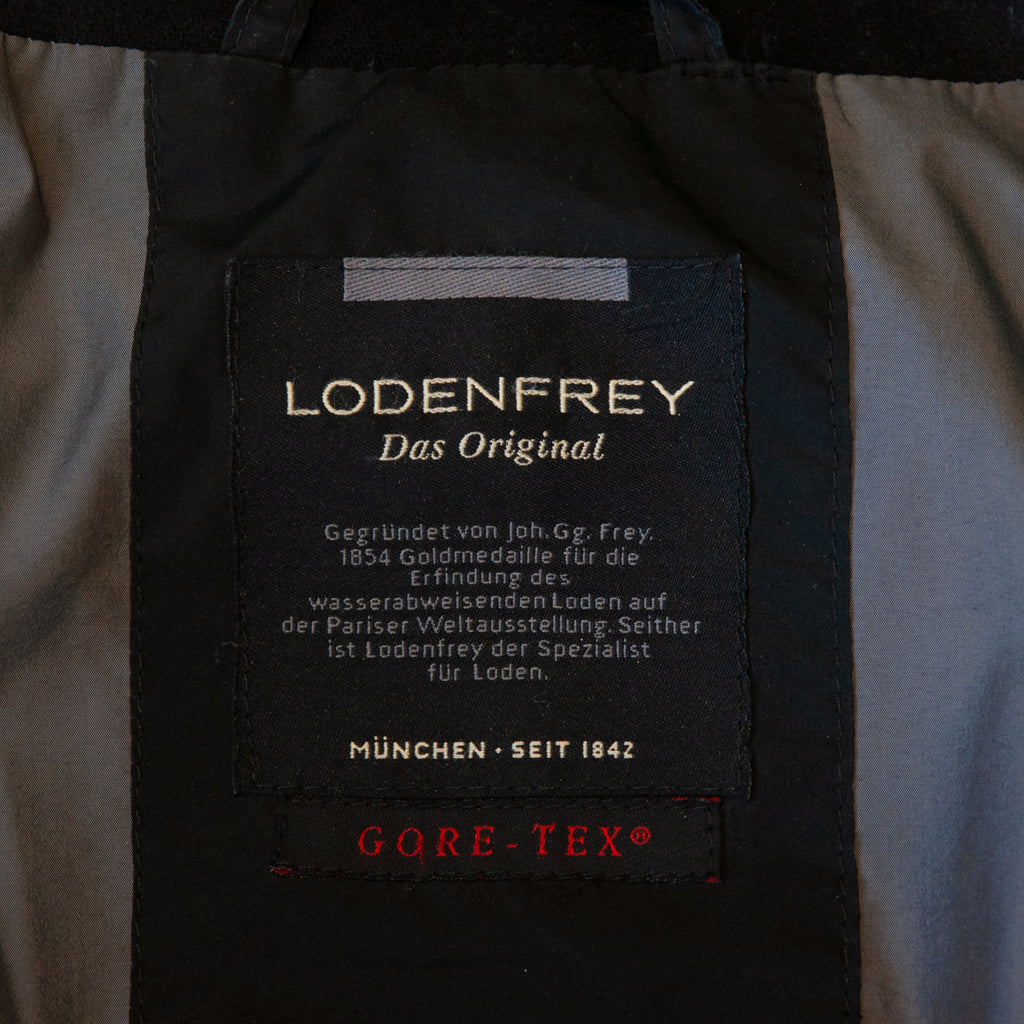 LODENFREY
Das Original
Gegründet von Joh. Gg. Frey.
1854 Goldmedaille für die
Erfindung des
wasserabweisenden Loden auf
der Pariser Weltausstellung. Seither
ist Lodenfrey der Spezialist
für Loden.
MÜNCHEN · SEIT 1842
GORE-TEX®